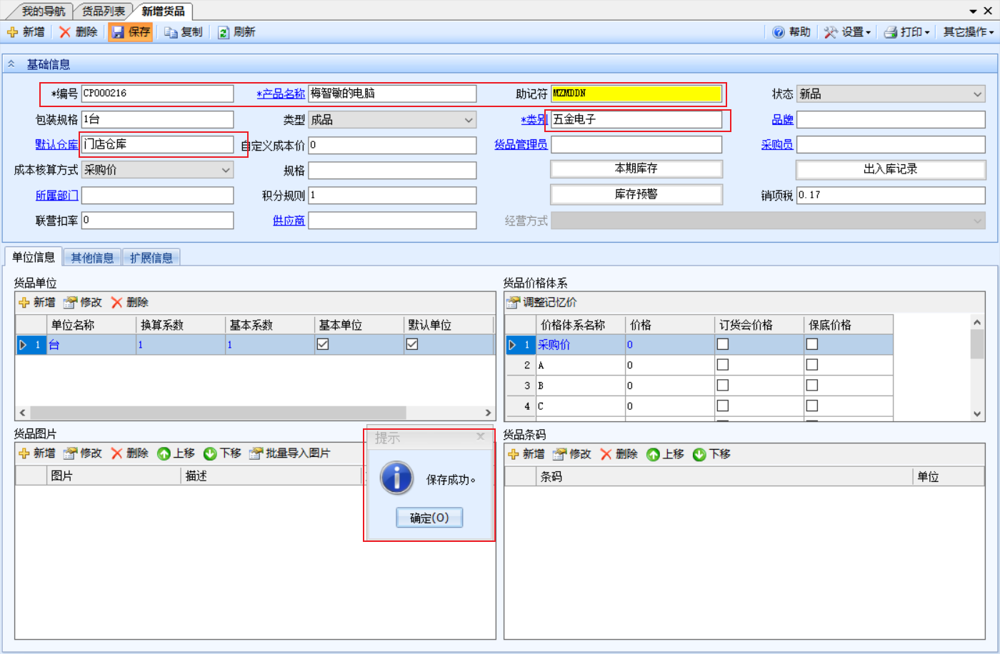 我的导航 货品列表 新增货品
新增 删除 保存 复制 刷新 帮助 设置 打印 其它操作
基础信息
*编号 CP000216 *产品名称 梅智敏的电脑 助记符 MZMDDN 状态 新品
包装规格 1台 类型 成品 *类别 五金电子 品牌
默认仓库 门店仓库 自定义成本价 0 货品管理员 采购员
成本核算方式 采购价 规格 本期库存 出入库记录
所属部门 积分规则 1 库存预警 销项税 0.17
联营扣率 0 供应商 经营方式
单位信息 其他信息 扩展信息
货品单位
新增 修改 删除
单位名称 换算系数 基本系数 基本单位 默认单位
1 台 1 1
货品价格体系
调整记忆价
价格体系名称 价格 订货会价格 保底价格
1 采购价 0
2 A 0
3 B 0
4 C 0
货品图片
新增 修改 删除 上移 下移 批量导入图片
图片 描述
提示
保存成功。
确定(O)
货品条码
新增 修改 删除 上移 下移
条码 单位